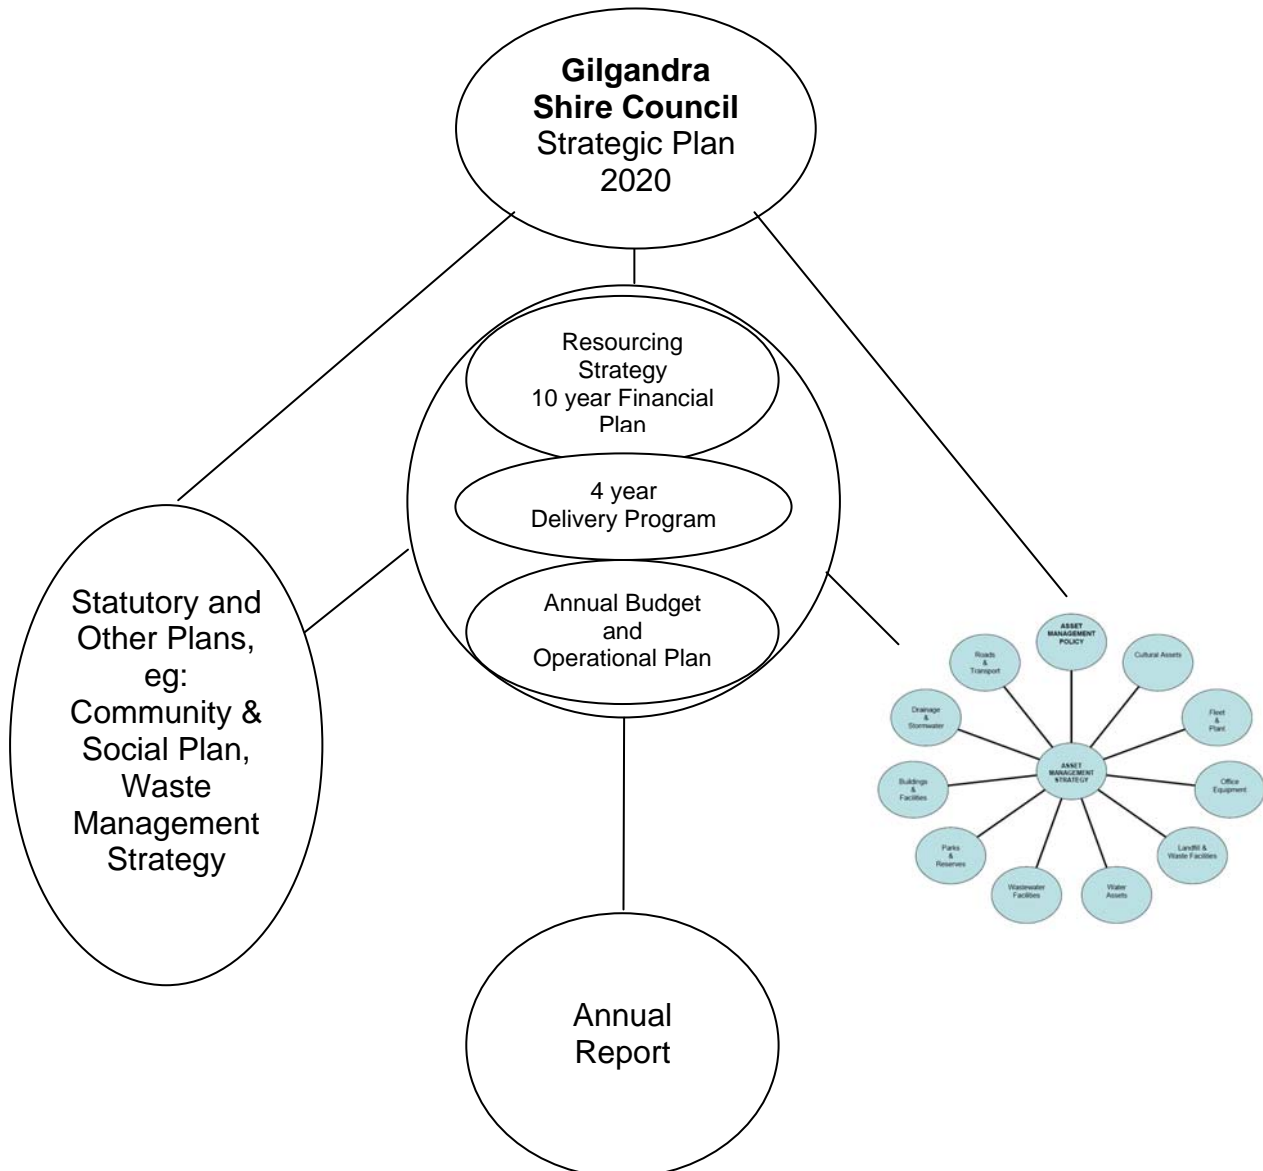 Gilgandra
Shire Council
Strategic Plan
2020
Resourcing
Strategy
10 year Financial
Plan
4 year
Delivery Program
Annual Budget
and
Operational Plan
Statutory and
Other Plans,
eg:
Community &
Social Plan,
Waste
Management
Strategy
ASSET
MANAGEMENT
POLICY
Cultural Assets
Fleet
&
Plant
Office
Equipment
Landfill &
Waste Facilities
Water
Assets
Wastewater
Facilities
Parks
&
Reserves
Buildings
&
Facilities
Drainage
&
Stormwater
Roads
&
Transport
ASSET
MANAGEMENT
STRATEGY
Annual
Report